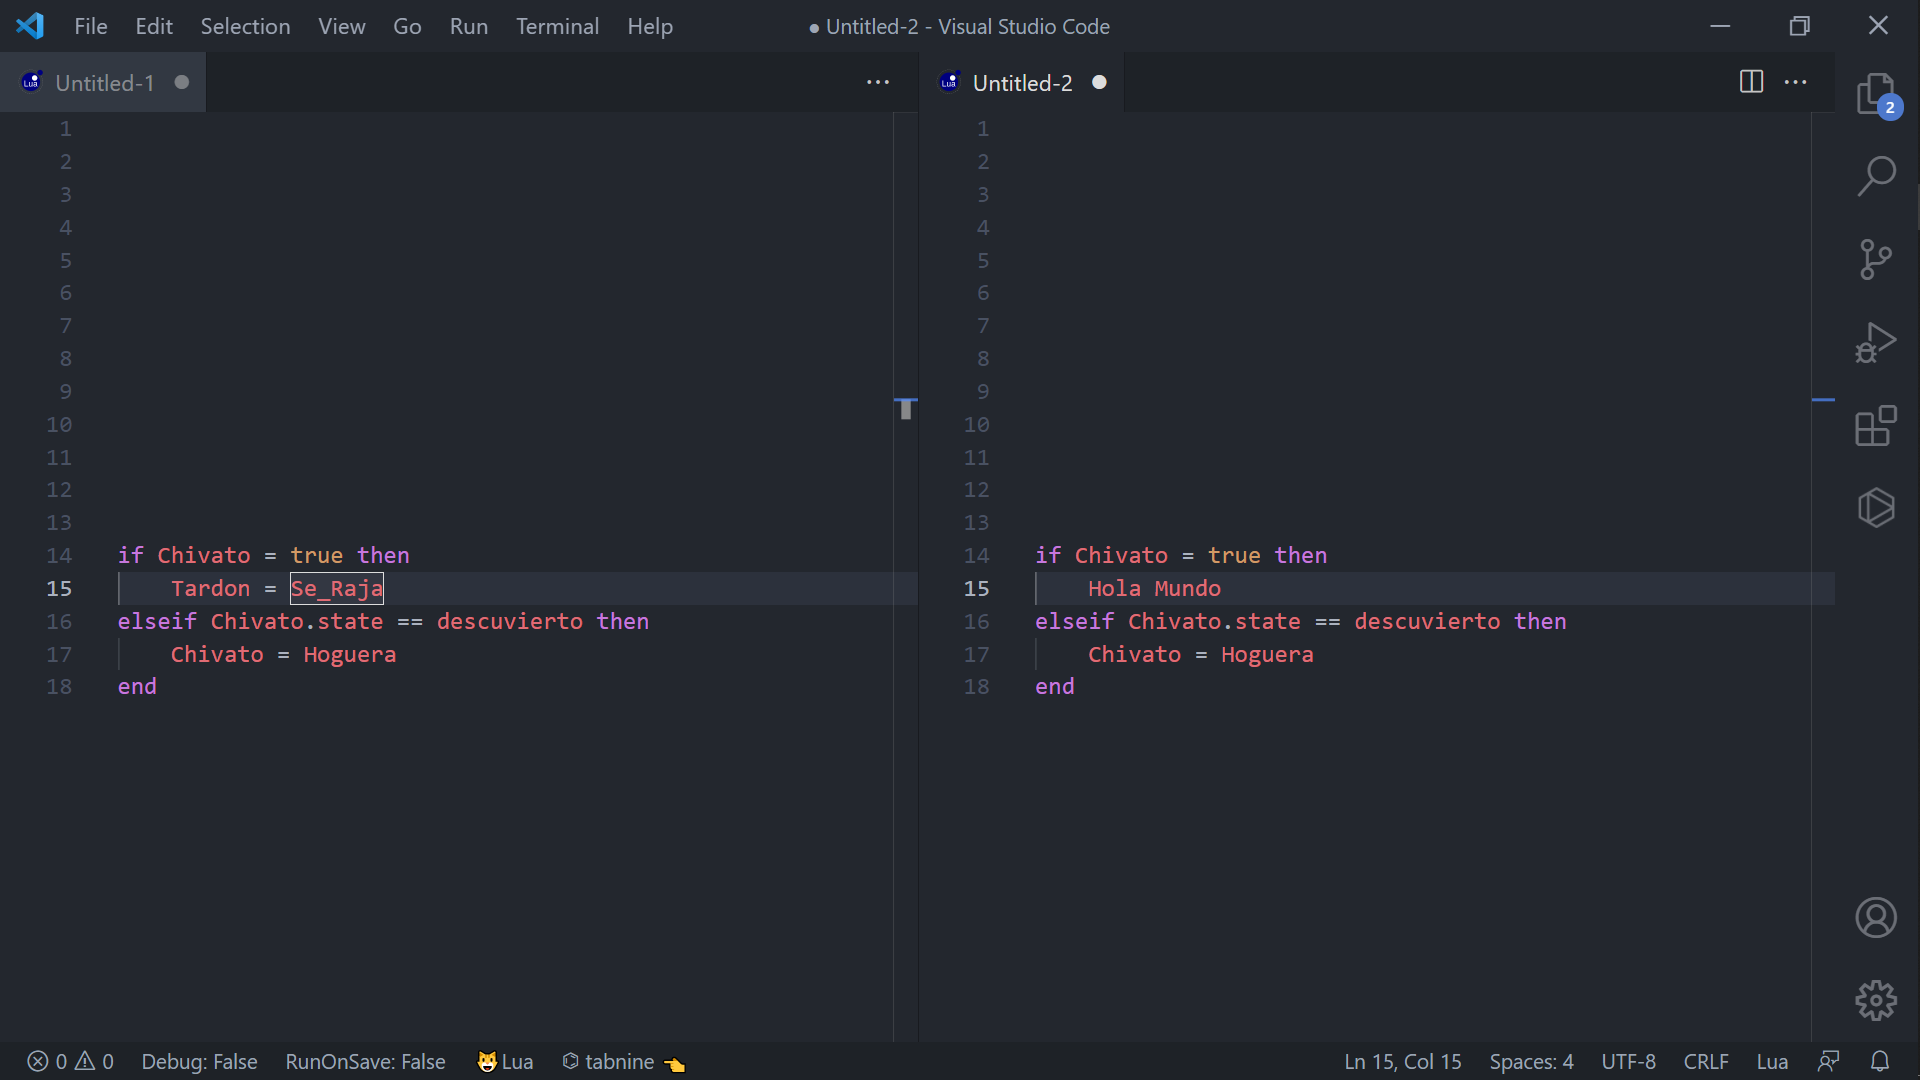 File Edit Selection View Go Run Terminal Help
● Untitled-2 - Visual Studio Code
Lua Untitled-1
Lua Untitled-2
2
1
2
3
4
5
6
7
8
9
10
11
12
13
14 if Chivato = true then
15     Tardon = Se_Raja
16 elseif Chivato.state == descuvierto then
17     Chivato = Hoguera
18 end
1
2
3
4
5
6
7
8
9
10
11
12
13
14 if Chivato = true then
15     Hola Mundo
16 elseif Chivato.state == descuvierto then
17     Chivato = Hoguera
18 end
0 0 Debug: False RunOnSave: False 😺Lua tabnine 👈 Ln 15, Col 15 Spaces: 4 UTF-8 CRLF Lua